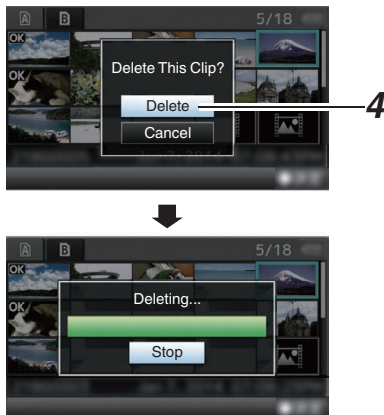 A B 5/18
OK
Delete This Clip?
OK
Delete 4
Cancel
A B 5/18
OK
Deleting...
OK
Stop